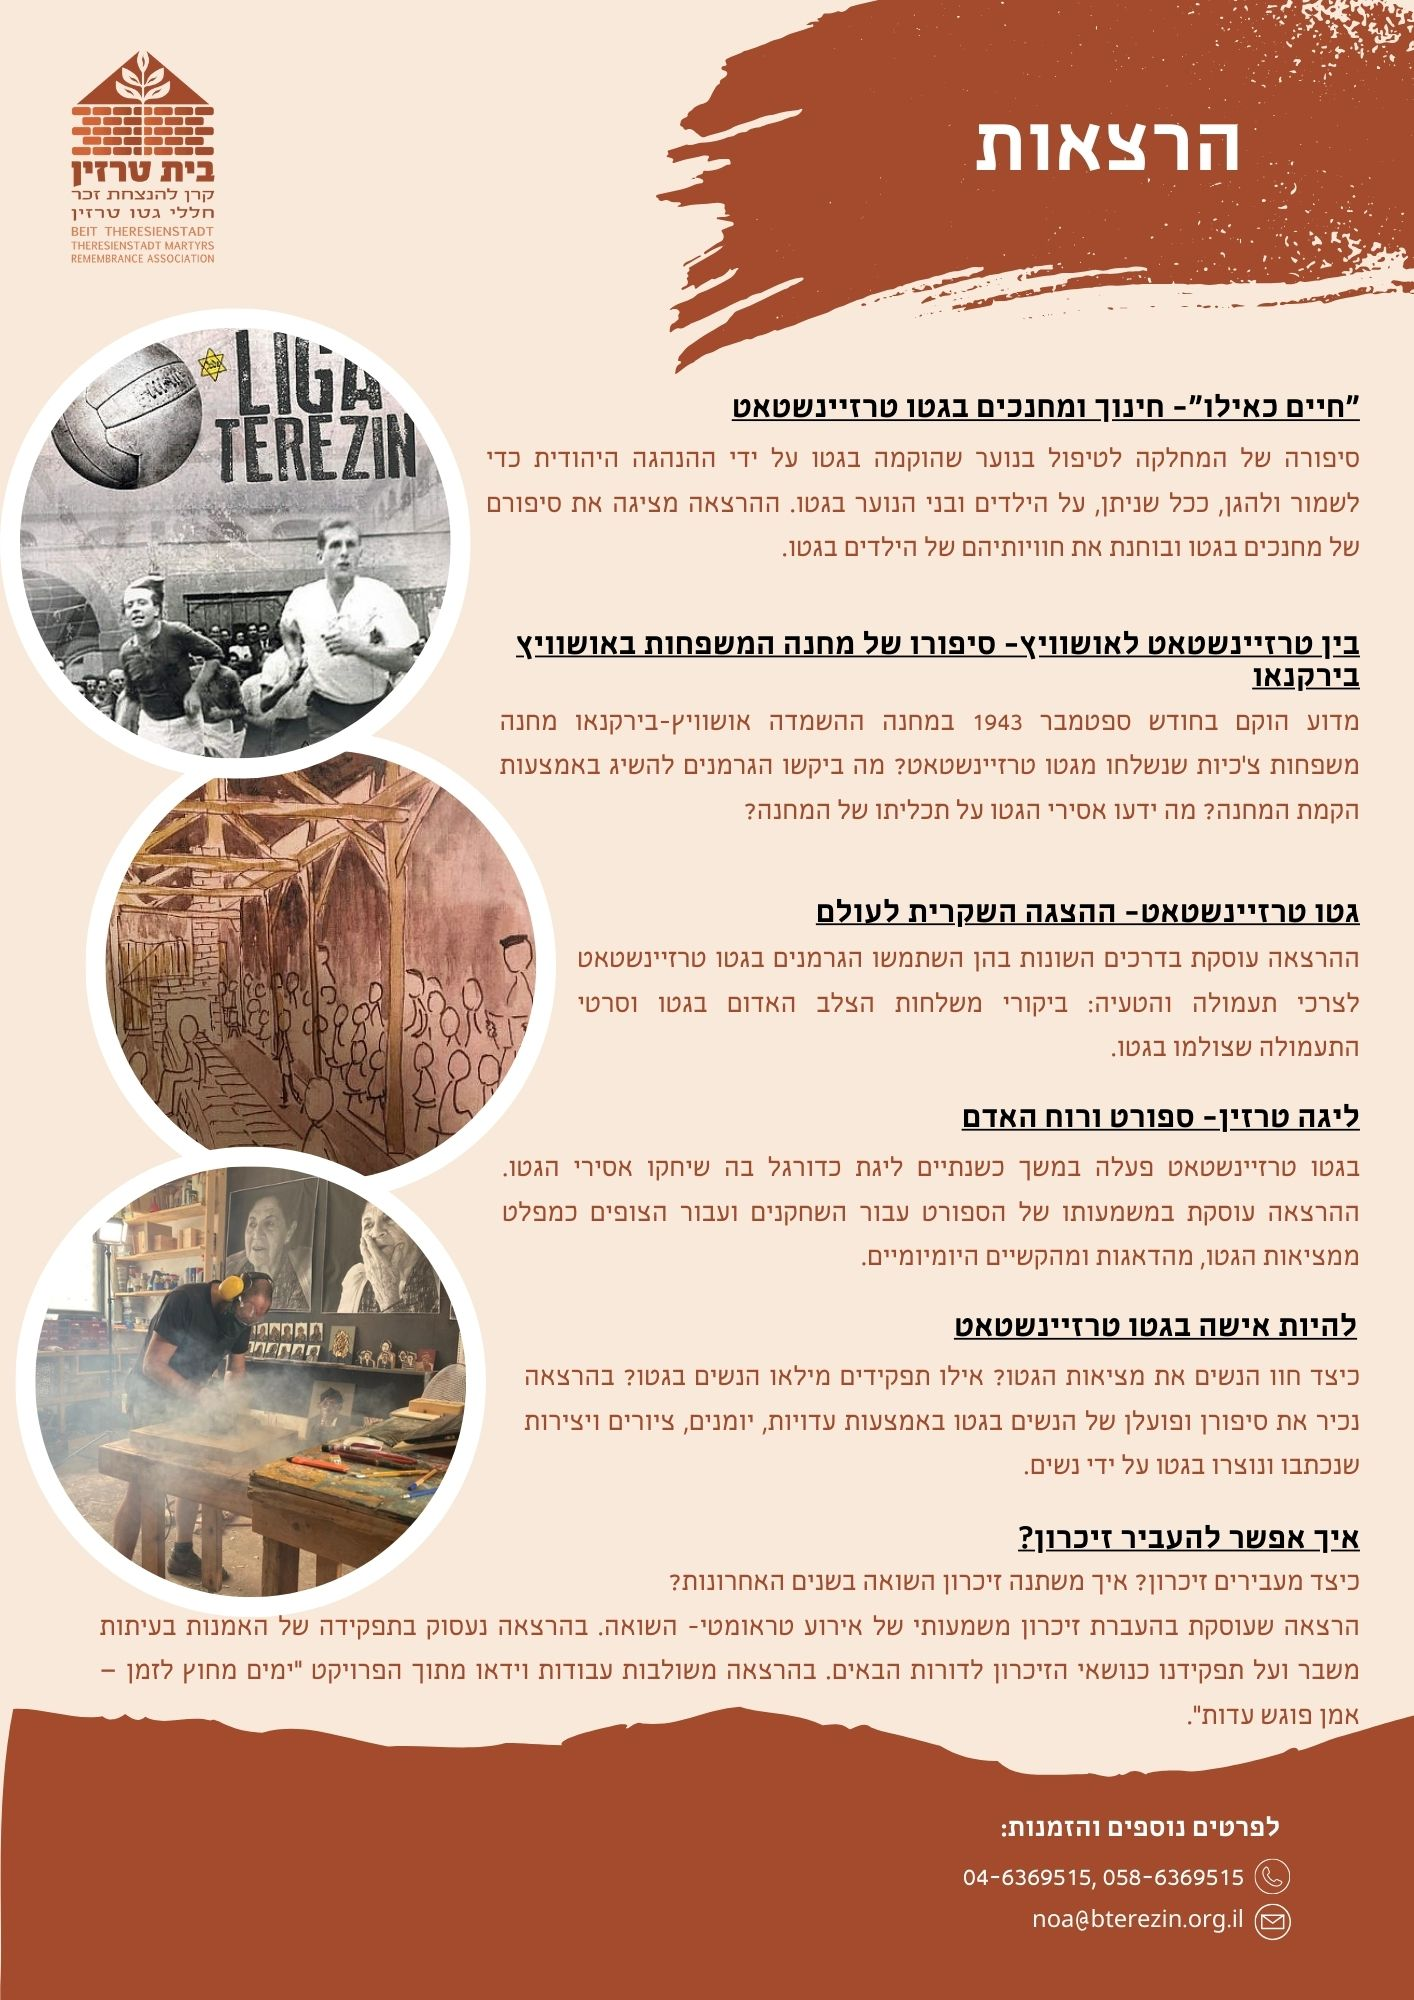 הרצאות
בית טרזין
קרן להנצחת זכר
חללי גטו טרזין
BEIT THERESIENSTADT
THERESIENSTADT MARTYRS
REMEMBRANCE ASSOCIATION
LIGA
TEREZIN
"חיים כאילו"- חינוך ומחנכים בגטו טרזיינשטאט
סיפורה של המחלקה לטיפול בנוער שהוקמה בגטו על ידי ההנהגה היהודית כדי
לשמור ולהגן, ככל שניתן, על הילדים ובני הנוער בגטו. ההרצאה מציגה את סיפורם
של מחנכים בגטו ובוחנת את חוויותיהם של הילדים בגטו.
בין טרזיינשטאט לאושוויץ- סיפורו של מחנה המשפחות באושוויץ
בירקנאו
מדוע הוקם בחודש ספטמבר 1943 במחנה ההשמדה אושוויץ-בירקנאו מחנה
משפחות צ'כיות שנשלחו מגטו טרזיינשטאט? מה ביקשו הגרמנים להשיג באמצעות
הקמת המחנה? מה ידעו אסירי הגטו על תכליתו של המחנה?
גטו טרזיינשטאט- ההצגה השקרית לעולם
ההרצאה עוסקת בדרכים השונות בהן השתמשו הגרמנים בגטו טרזיינשטאט
לצרכי תעמולה והטעיה: ביקורי משלחות הצלב האדום בגטו וסרטי
התעמולה שצולמו בגטו.
ליגה טרזין- ספורט ורוח האדם
בגטו טרזיינשטאט פעלה במשך כשנתיים ליגת כדורגל בה שיחקו אסירי הגטו.
ההרצאה עוסקת במשמעותו של הספורט עבור השחקנים ועבור הצופים כמפלט
ממציאות הגטו, מהדאגות ומהקשיים היומיומיים.
להיות אישה בגטו טרזיינשטאט
כיצד חוו הנשים את מציאות הגטו? אילו תפקידים מילאו הנשים בגטו? בהרצאה
נכיר את סיפורן ופועלן של הנשים בגטו באמצעות עדויות, יומנים, ציורים ויצירות
שנכתבו ונוצרו בגטו על ידי נשים.
איך אפשר להעביר זיכרון?
כיצד מעבירים זיכרון? איך משתנה זיכרון השואה בשנים האחרונות?
הרצאה שעוסקת בהעברת זיכרון משמעותי של אירוע טראומטי- השואה. בהרצאה נעסוק בתפקידה של האמנות בעיתות
משבר ועל תפקידנו כנושאי הזיכרון לדורות הבאים. בהרצאה משולבות עבודות וידאו מתוך הפרויקט "ימים מחוץ לזמן –
אמן פוגש עדות".
לפרטים נוספים והזמנות:
04-6369515, 058-6369515
noa@bterezin.org.il